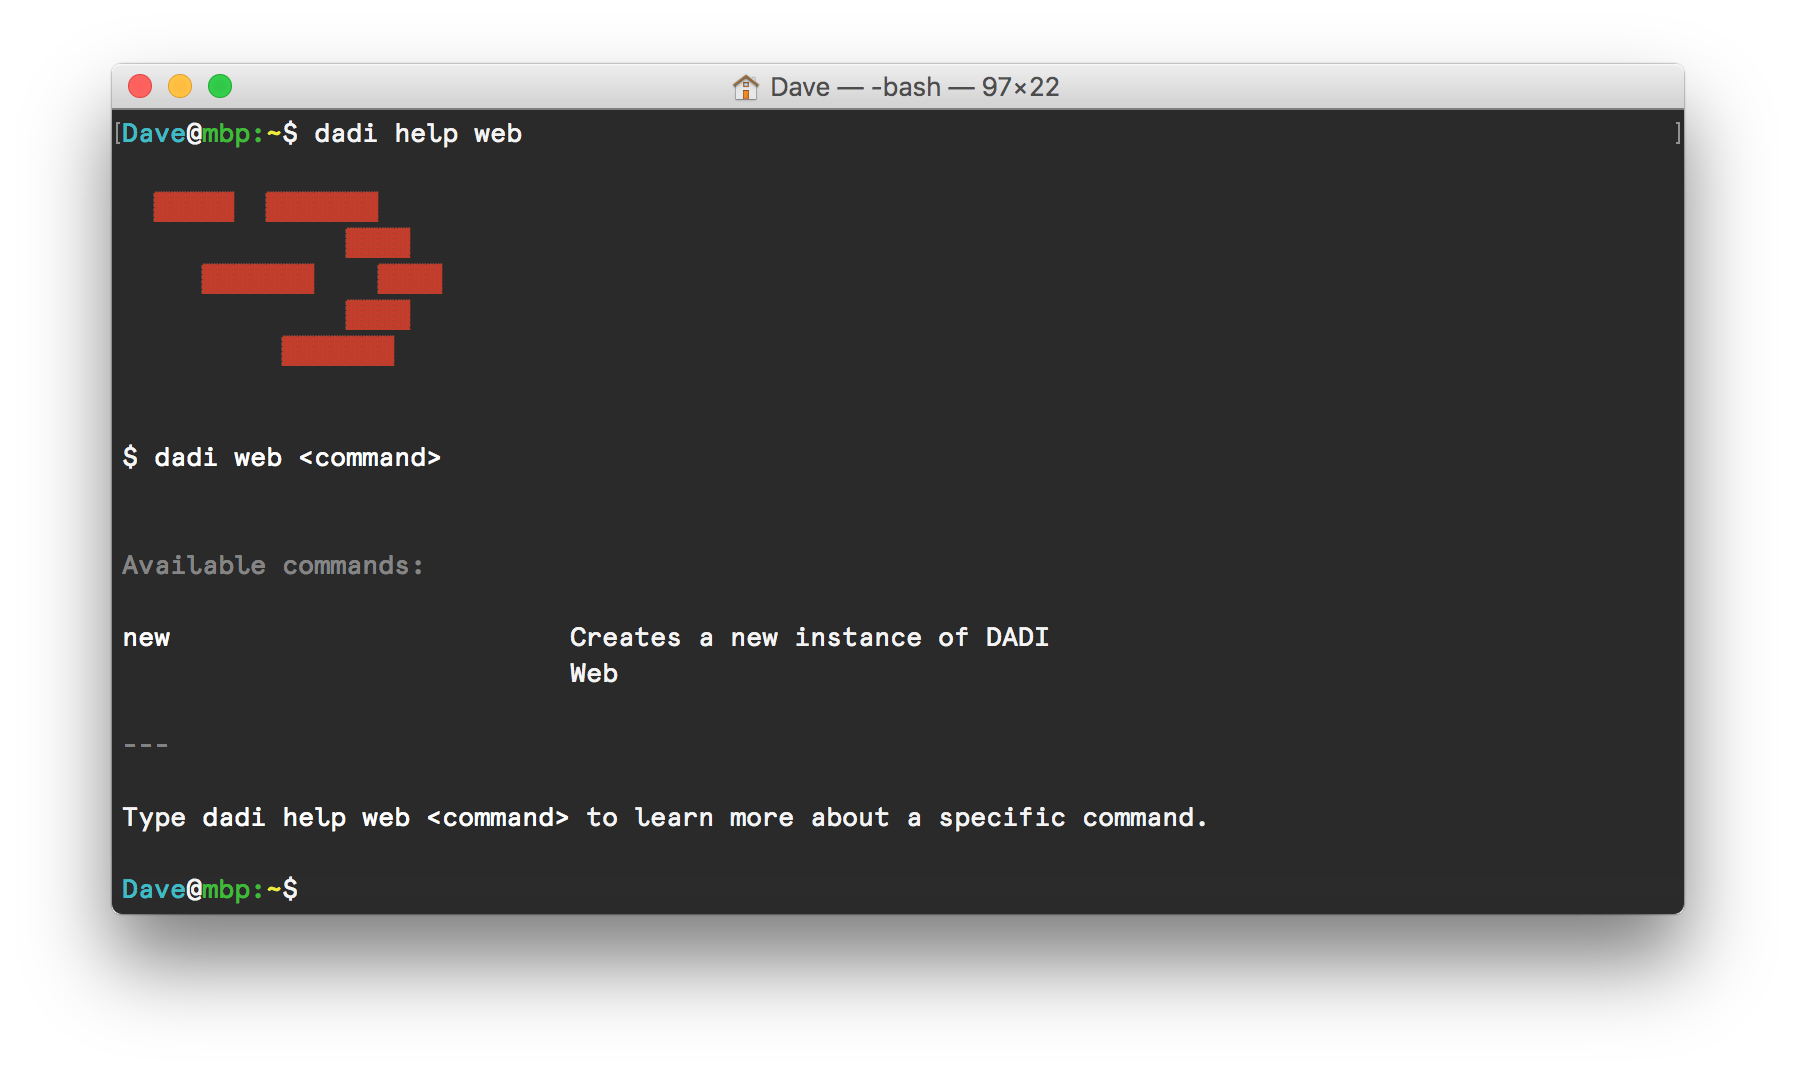 Dave — -bash — 97×22
[Dave@mbp:~$ dadi help web ]
$ dadi web <command>
Available commands:
new Creates a new instance of DADI
Web
---
Type dadi help web <command> to learn more about a specific command.
Dave@mbp:~$